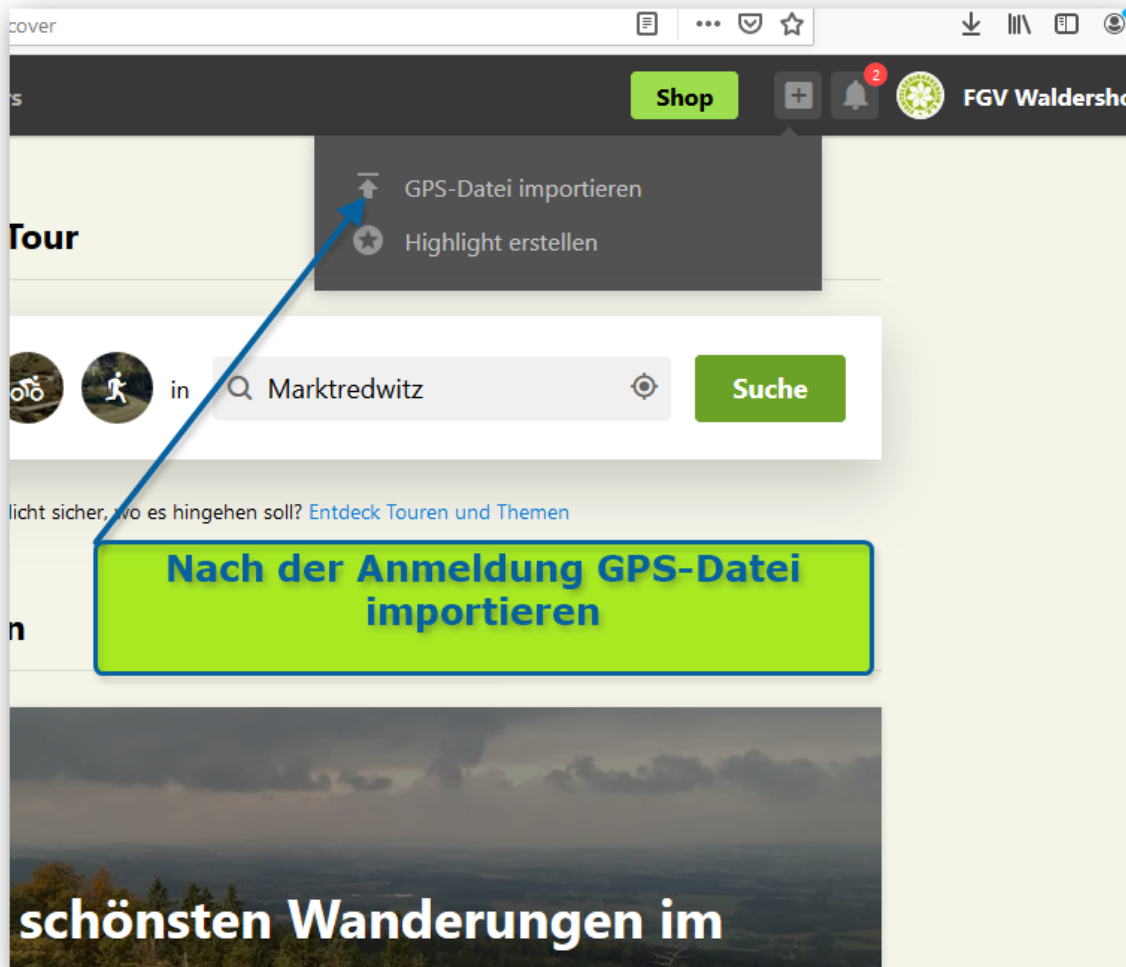 cover
rs
Shop
2
FGV Waldersho
GPS-Datei importieren
Highlight erstellen
Tour
in
Marktredwitz
Suche
licht sicher, wo es hingehen soll? Entdeck Touren und Themen
Nach der Anmeldung GPS-Datei
importieren
n
schönsten Wanderungen im